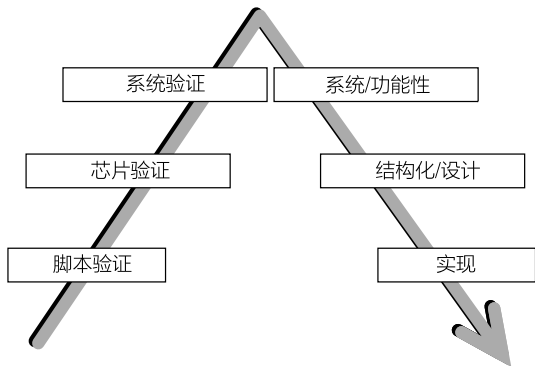 系统验证
系统/功能性
芯片验证
结构化/设计
脚本验证
实现